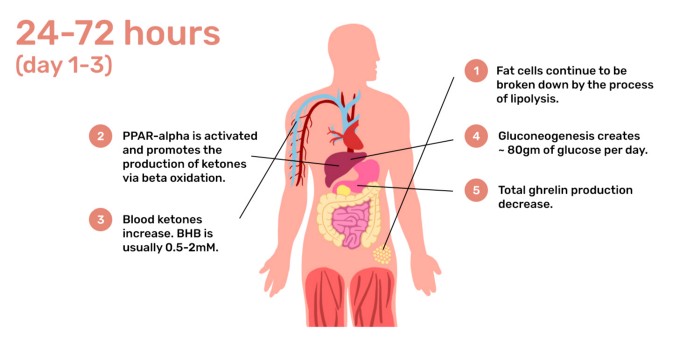 24-72 hours
(day 1-3)
1
Fat cells continue to be
broken down by the process
of lipolysis.
2
PPAR-alpha is activated
and promotes the
production of ketones
via beta oxidation.
3
Blood ketones
increase. BHB is
usually 0.5-2mM.
4
Gluconeogenesis creates
~ 80gm of glucose per day.
5
Total ghrelin production
decrease.